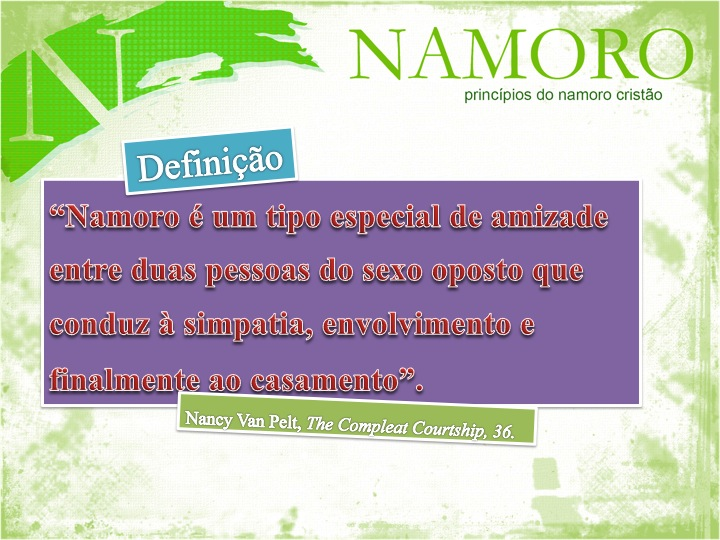 N
NAMORO
princípios do namoro cristão
Definição
“Namoro é um tipo especial de amizade
entre duas pessoas do sexo oposto que
conduz à simpatia, envolvimento e
finalmente ao casamento”.
Nancy Van Pelt, The Compleat Courtship, 36.